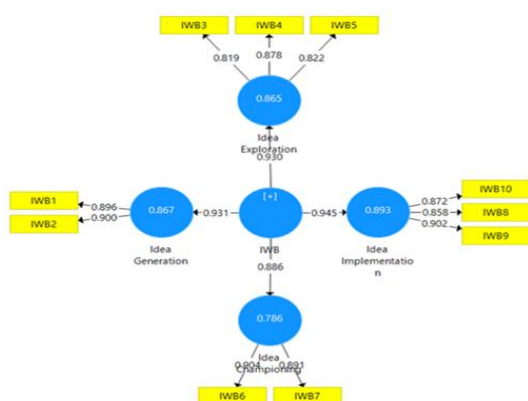 IWB3
IWB4
IWB5
0.819
0.878
0.822
0.865
Idea
Exploration
0.930
IWB1
IWB2
0.896
0.900
0.867
Idea
Generation
0.931
[+]
IWB
0.945
0.893
Idea
Implementatio
n
0.872
0.858
0.902
IWB10
IWB8
IWB9
0.886
0.786
Idea
Championing
0.904
0.891
IWB6
IWB7